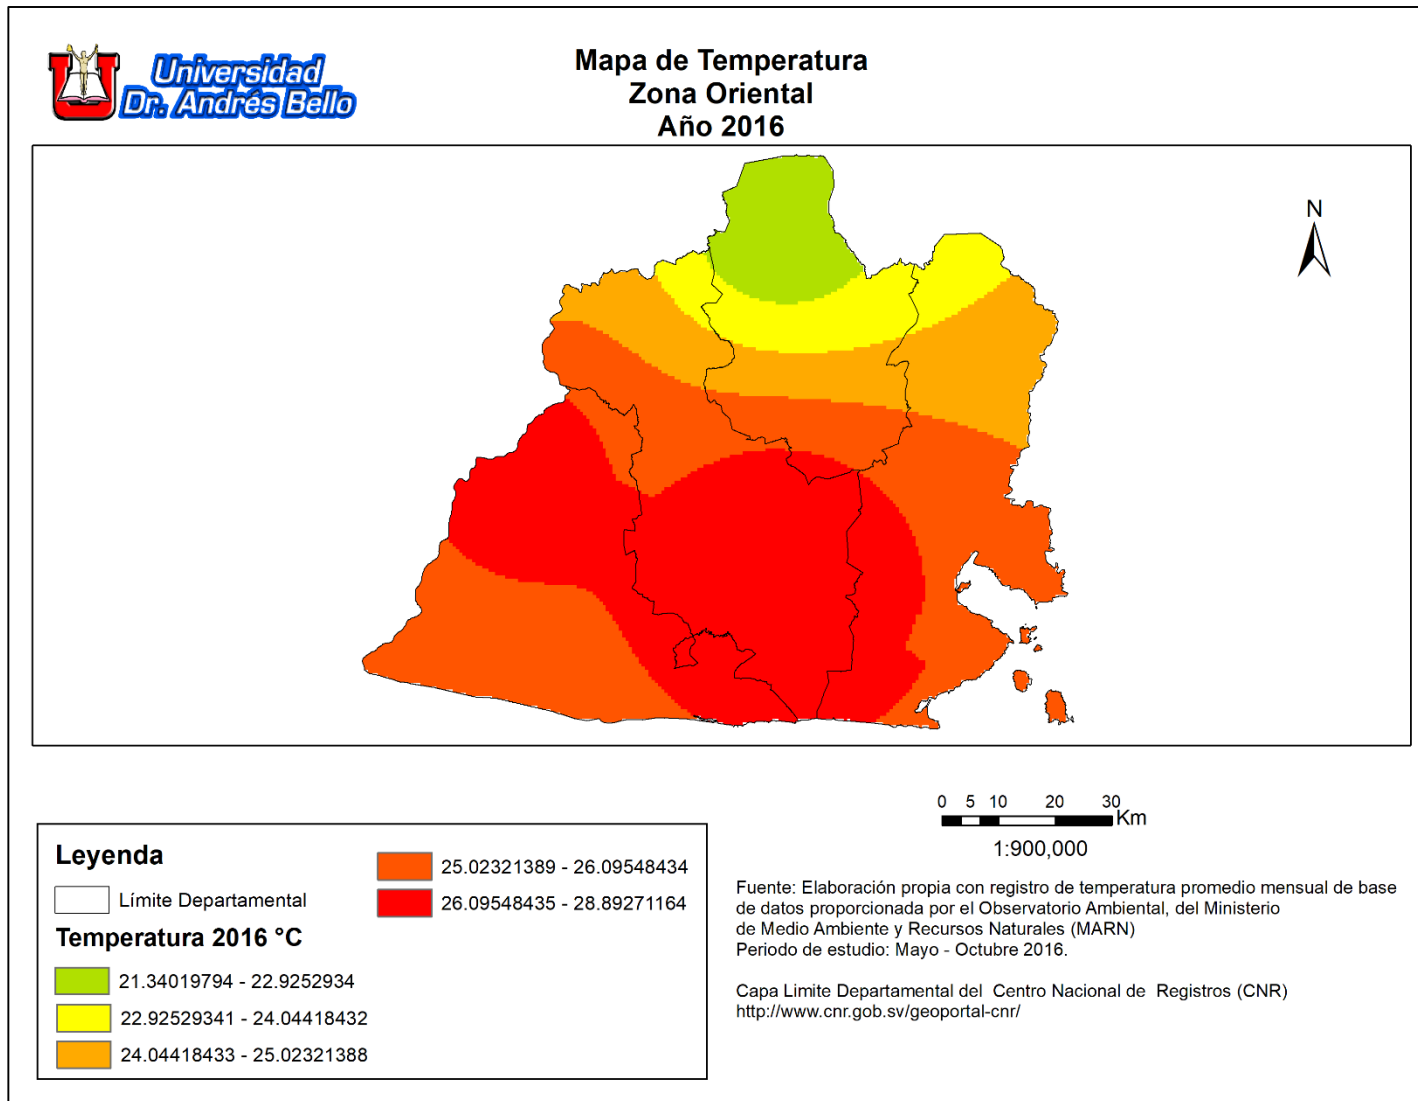 Universidad
Dr. Andrés Bello
Mapa de Temperatura
Zona Oriental
Año 2016
N
0 5 10 20 30
Km
1:900,000
Leyenda
Límite Departamental
Temperatura 2016 °C
21.34019794 - 22.9252934
22.92529341 - 24.04418432
24.04418433 - 25.02321388
25.02321389 - 26.09548434
26.09548435 - 28.89271164
Fuente: Elaboración propia con registro de temperatura promedio mensual de base
de datos proporcionada por el Observatorio Ambiental, del Ministerio
de Medio Ambiente y Recursos Naturales (MARN)
Periodo de estudio: Mayo - Octubre 2016.
Capa Limite Departamental del Centro Nacional de Registros (CNR)
http://www.cnr.gob.sv/geoportal-cnr/